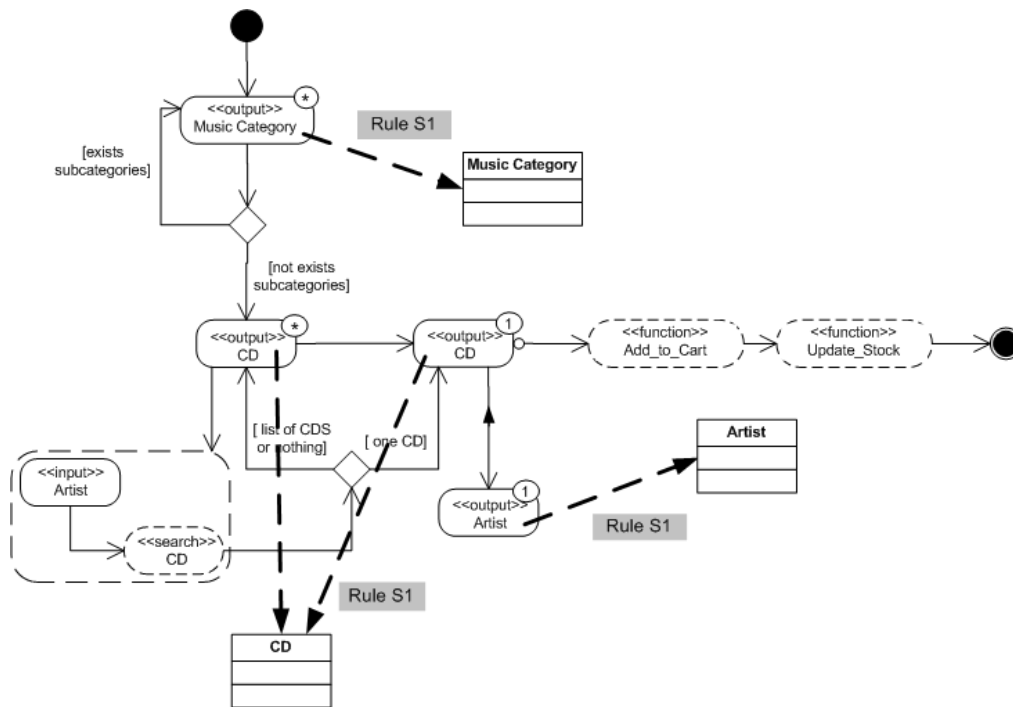 <<output>>
Music Category
*
Rule S1
[exists
subcategories]
Music Category
[not exists
subcategories]
<<output>>
CD
*
<<output>>
CD
1
<<function>>
Add_to_Cart
<<function>>
Update_Stock
[ list of CDS
or nothing]
[ one CD]
Artist
<<input>>
Artist
<<output>>
Artist
1
Rule S1
<<search>>
CD
Rule S1
CD